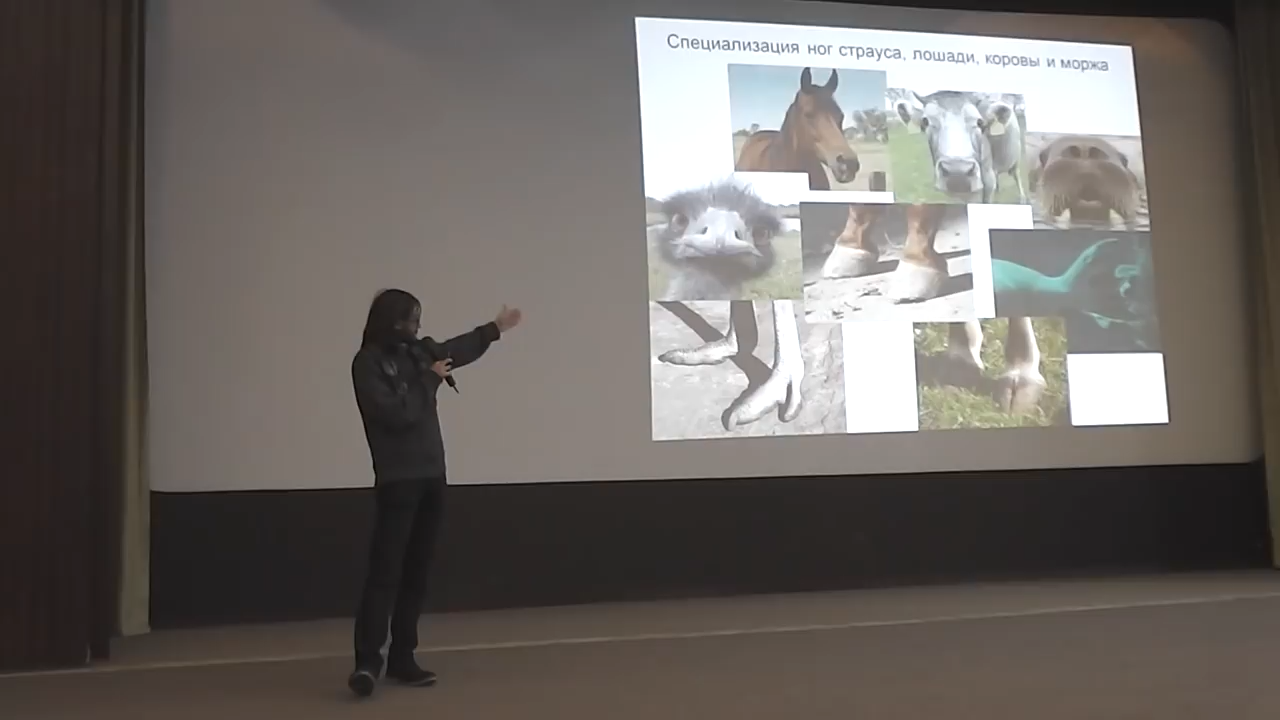 Специализация ног страуса, лошади, коровы и моржа